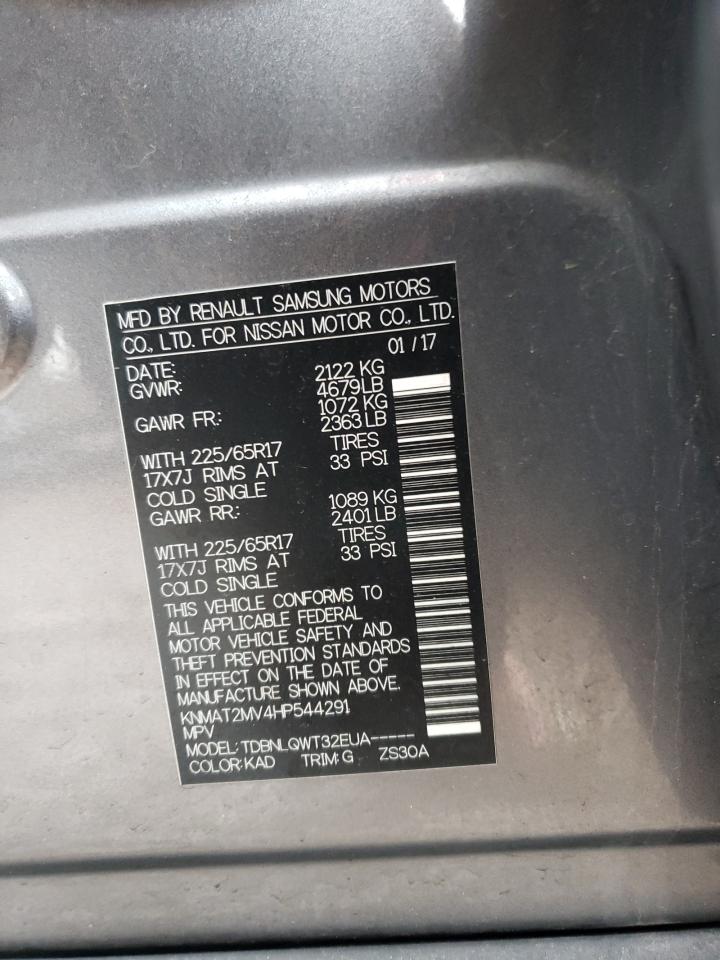 MFD BY RENAULT SAMSUNG MOTORS
CO., LTD. FOR NISSAN MOTOR CO., LTD.
DATE: 01 / 17
GVWR: 2122 KG
4679LB
GAWR FR: 1072 KG
2363LB
WITH 225/65R17 TIRES
17X7J RIMS AT 33 PSI
COLD SINGLE
GAWR RR: 1089 KG
2401LB
WITH 225/65R17 TIRES
17X7J RIMS AT 33 PSI
COLD SINGLE
THIS VEHICLE CONFORMS TO
ALL APPLICABLE FEDERAL
MOTOR VEHICLE SAFETY AND
THEFT PREVENTION STANDARDS
IN EFFECT ON THE DATE OF
MANUFACTURE SHOWN ABOVE.
KNMAT2MV4HP544291
MPV
MODEL: TDBNLQWT32EUA-----
COLOR: KAD TRIM: G ZS30A